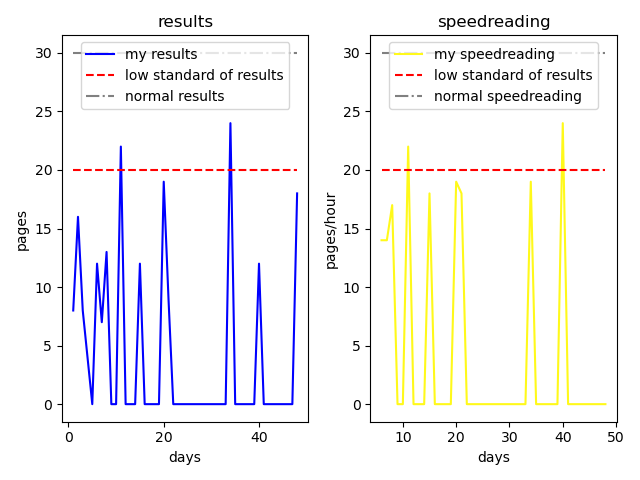 results
my results
low standard of results
normal results
30
25
20
15
10
5
0
pages
0 20 40
days
speedreading
my speedreading
low standard of results
normal speedreading
30
25
20
15
10
5
0
pages/hour
10 20 30 40 50
days